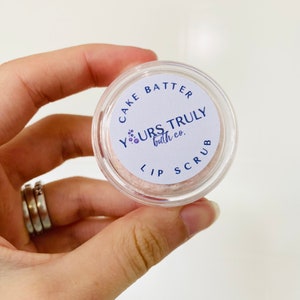 CAKE BATTER
YOURS TRULY
bath co.
LIP SCRUB